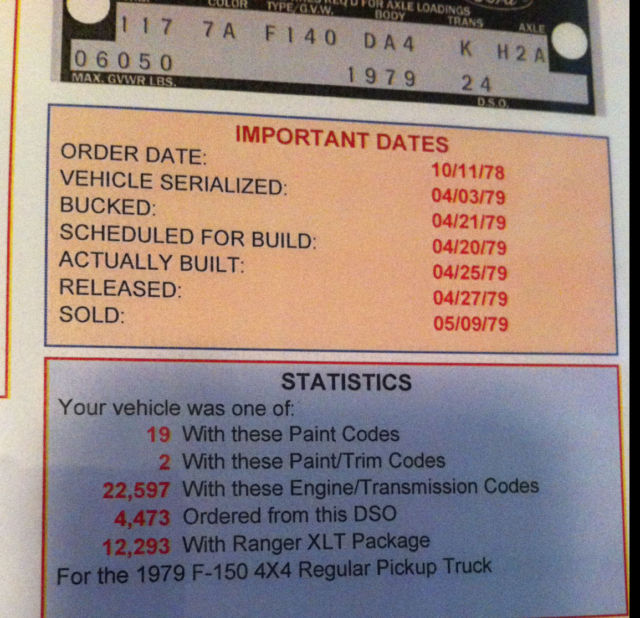 COLOR TYPE/G.V.W. FOR AXLE LOADINGS
BODY TRANS AXLE
117 7A F140 DA4 K H2A
06050 1979 24
MAX. GVWR LBS. D.S.O.
IMPORTANT DATES
ORDER DATE: 10/11/78
VEHICLE SERIALIZED: 04/03/79
BUCKED: 04/21/79
SCHEDULED FOR BUILD: 04/20/79
ACTUALLY BUILT: 04/25/79
RELEASED: 04/27/79
SOLD: 05/09/79
STATISTICS
Your vehicle was one of:
19 With these Paint Codes
2 With these Paint/Trim Codes
22,597 With these Engine/Transmission Codes
4,473 Ordered from this DSO
12,293 With Ranger XLT Package
For the 1979 F-150 4X4 Regular Pickup Truck